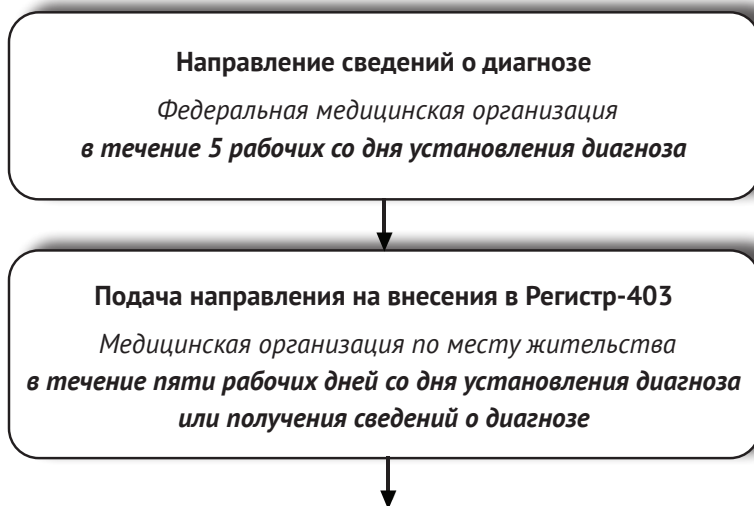 Направление сведений о диагнозе
Федеральная медицинская организация
в течение 5 рабочих со дня установления диагноза
Подача направления на внесения в Регистр-403
Медицинская организация по месту жительства
в течение пяти рабочих дней со дня установления диагноза
или получения сведений о диагнозе